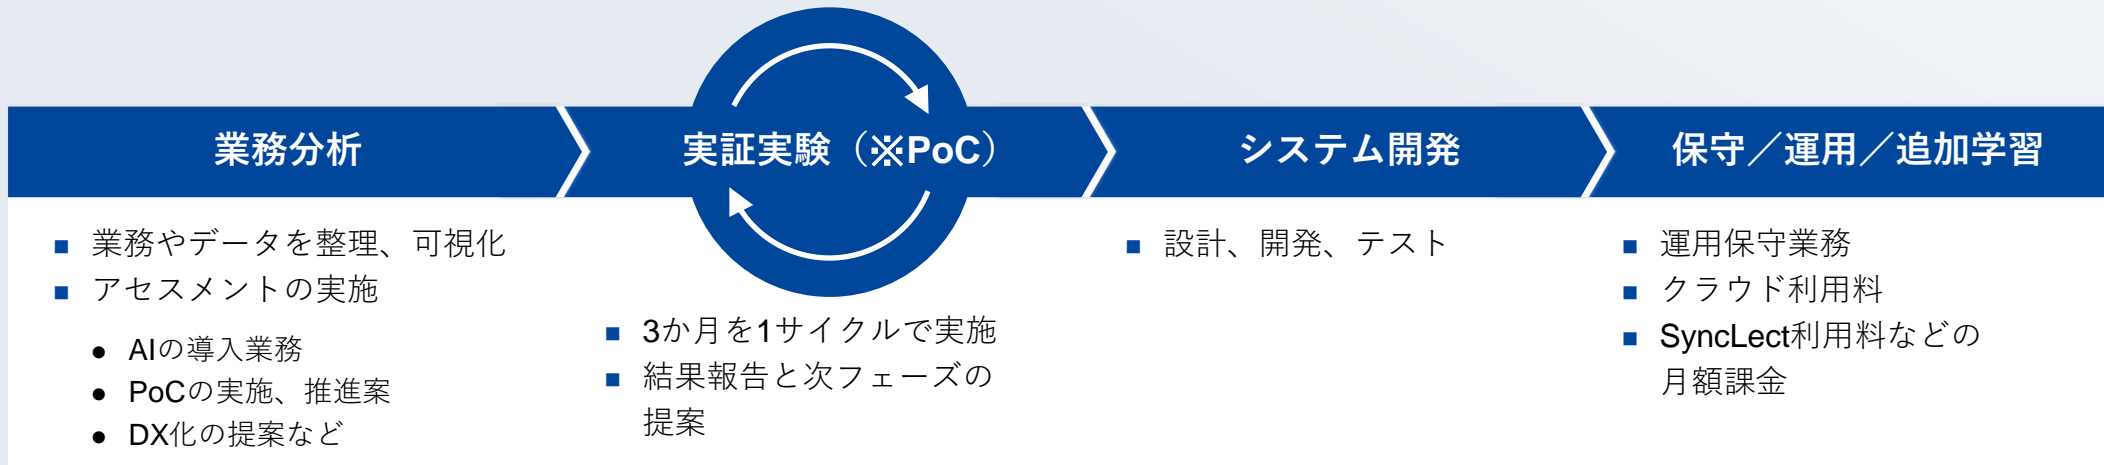 業務分析
業務やデータを整理、可視化
アセスメントの実施
AIの導入業務
PoCの実施、推進案
DX化の提案など
実証実験（※PoC）
3か月を1サイクルで実施
結果報告と次フェーズの
提案
システム開発
設計、開発、テスト
保守／運用／追加学習
運用保守業務
クラウド利用料
SyncLect利用料などの
月額課金